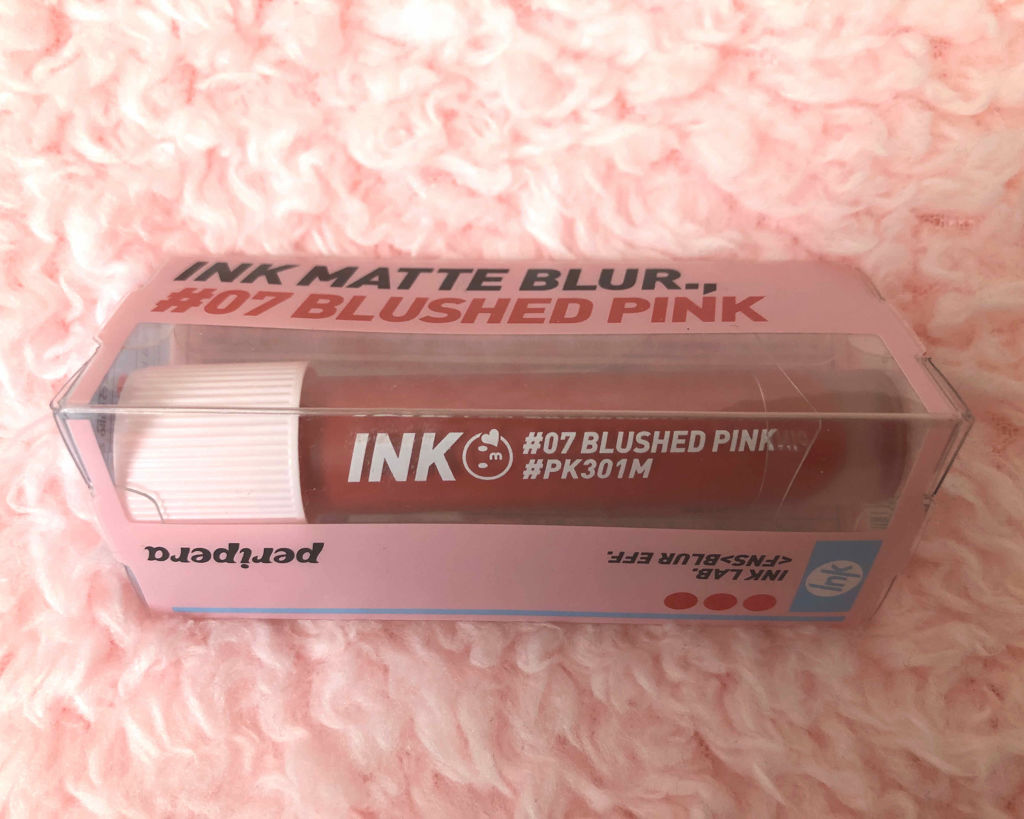 INK MATTE BLUR.,
#07 BLUSHED PINK
INK
#07 BLUSHED PINK
#PK301M
peripera
INK LAB.
<FNS>BLUR EFF.
Ink